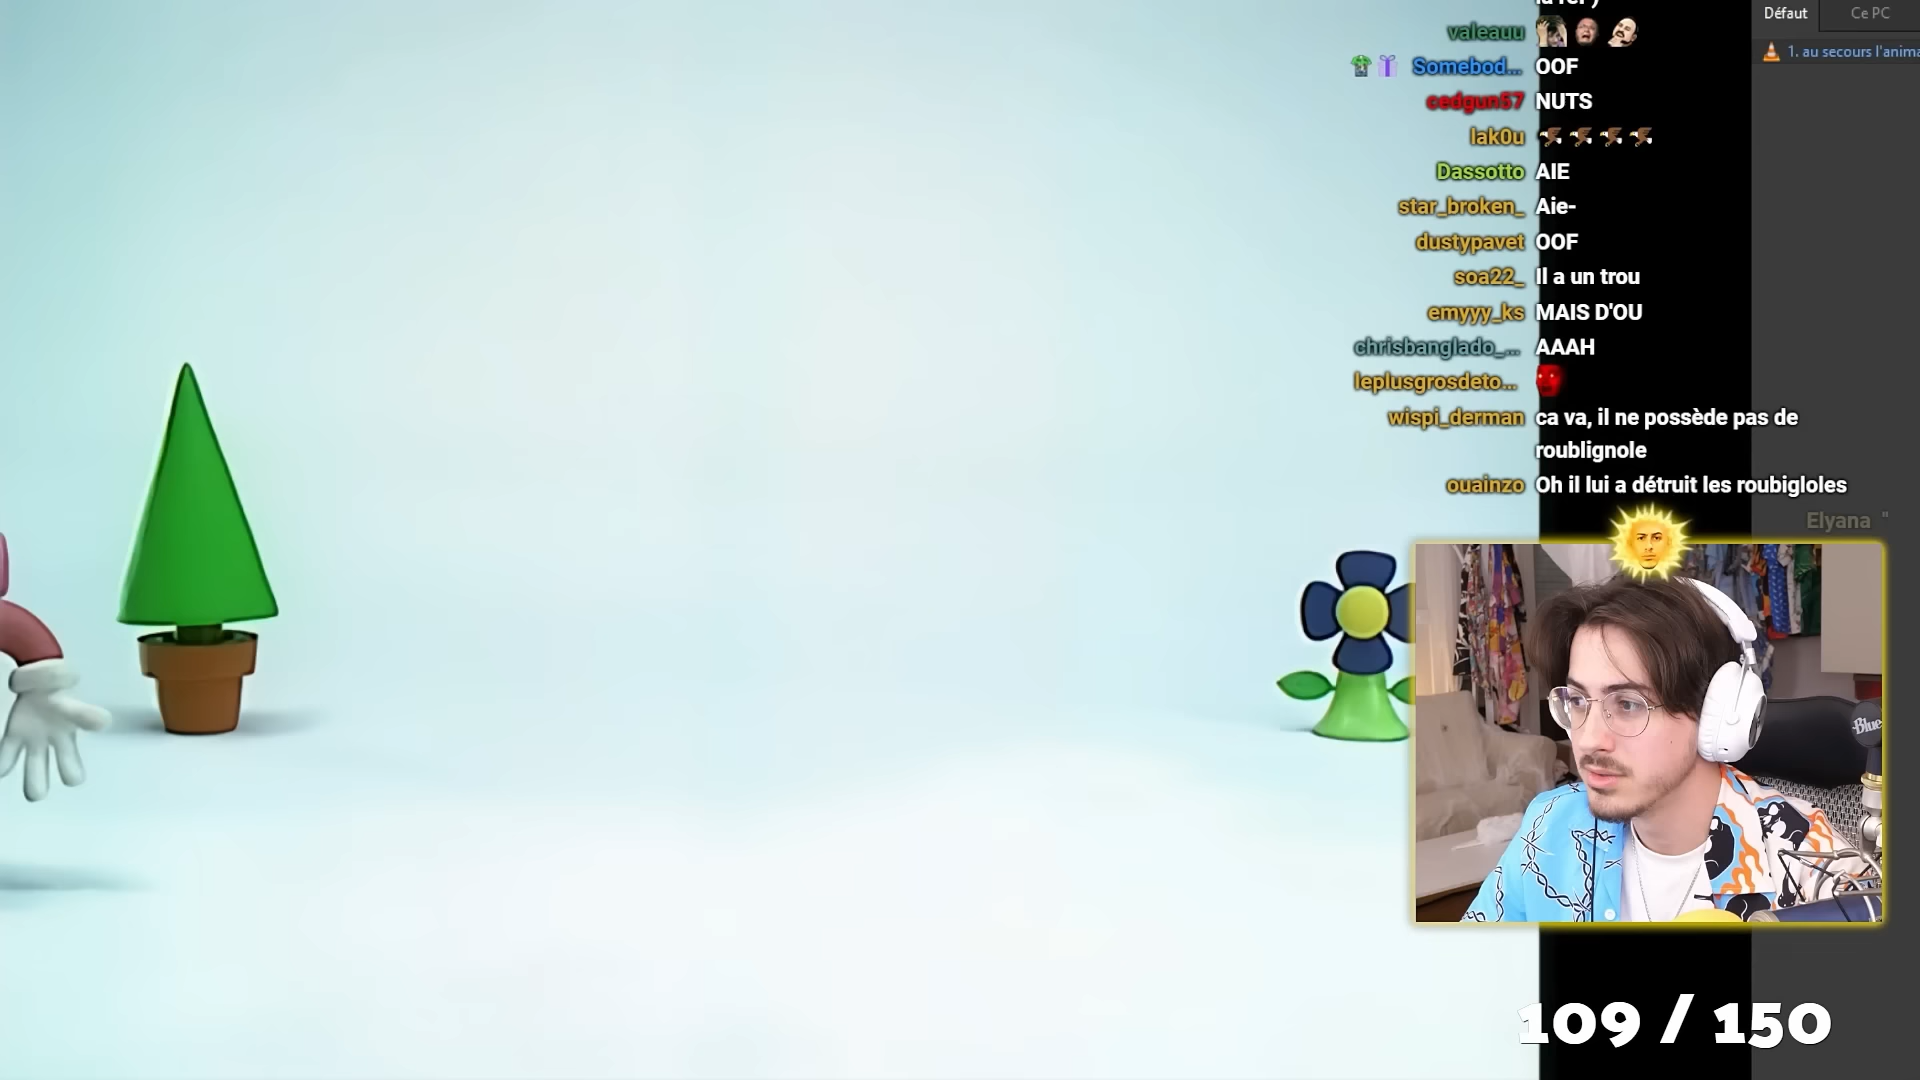 Défaut
Ce PC
1. au secours l'anima
valeauu
Somebod... OOF
cedgun57 NUTS
lak0u
Dassotto AIE
star_broken_ Aie-
dustypavet OOF
soa22_ Il a un trou
emyyy_ks MAIS D'OU
chrisbanglado_... AAAH
leplusgrosdeto...
wispi_derman ca va, il ne possède pas de
roublignole
ouainzo Oh il lui a détruit les roubigloles
Elyana "
Blue
109 / 150